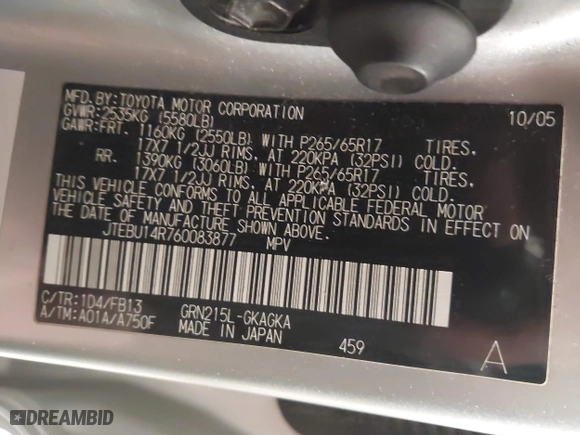 MFD.BY:TOYOTA MOTOR CORPORATION 10/05
GVWR:2535KG (5580LB)
GAWR:FRT. 1160KG (2550LB) WITH P265/65R17 TIRES,
17X7 1/2JJ RIMS, AT 220KPA (32PSI) COLD.
RR. 1390KG (3060LB) WITH P265/65R17 TIRES,
17X7 1/2JJ RIMS, AT 220KPA (32PSI) COLD.
THIS VEHICLE CONFORMS TO ALL APPLICABLE FEDERAL MOTOR
VEHICLE SAFETY AND THEFT PREVENTION STANDARDS IN EFFECT ON
THE DATE OF MANUFACTURE SHOWN ABOVE.
JTEBU14R760083877 MPV
C/TR:1D4/FB13 GRN215L-GKAGKA
A/TM:A01A/A750F MADE IN JAPAN 459 A
DREAMBID